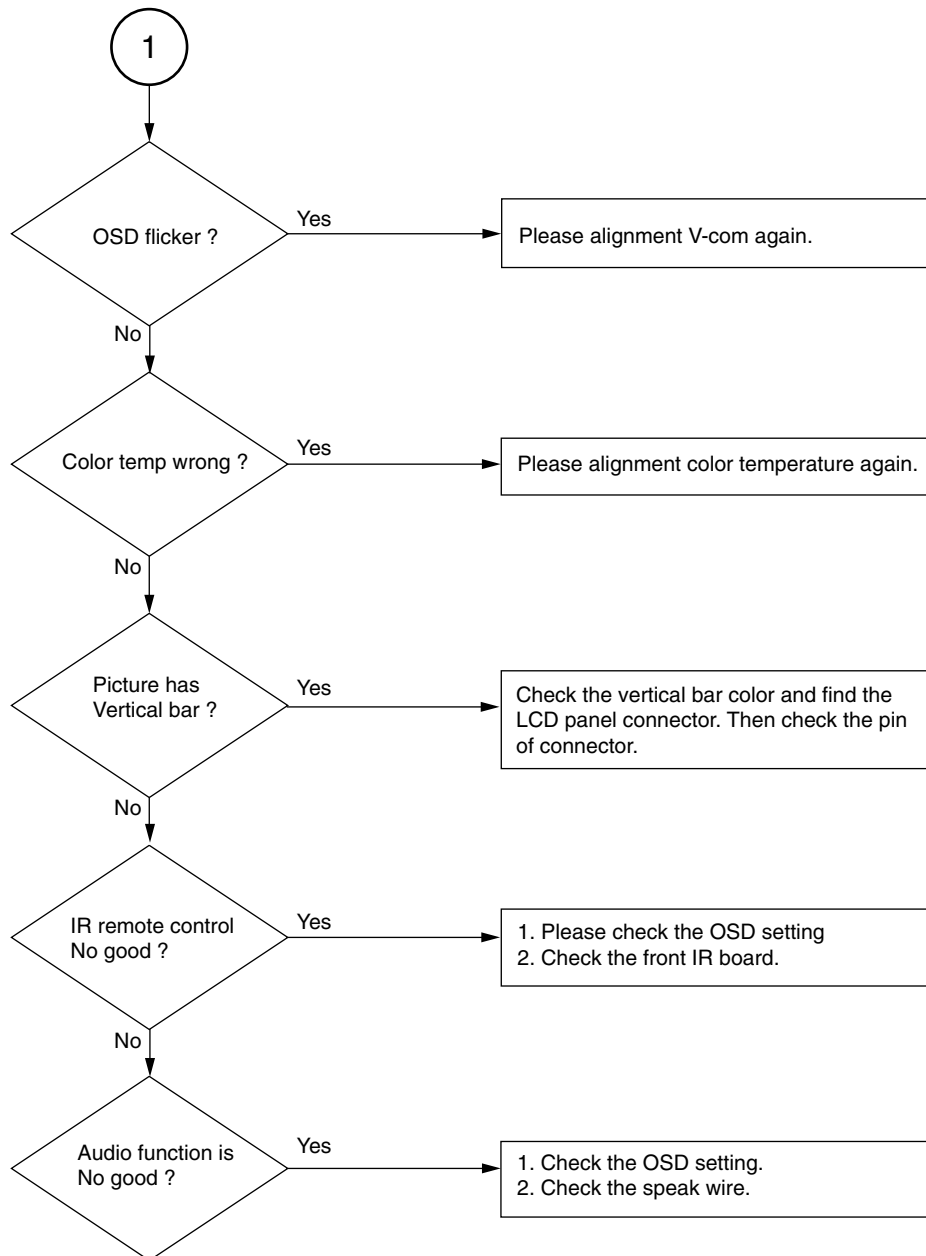 1
OSD flicker ?
Yes
Please alignment V-com again.
No
Color temp wrong ?
Yes
Please alignment color temperature again.
No
Picture has
Vertical bar ?
Yes
Check the vertical bar color and find the
LCD panel connector. Then check the pin
of connector.
No
IR remote control
No good ?
Yes
1. Please check the OSD setting
2. Check the front IR board.
No
Audio function is
No good ?
Yes
1. Check the OSD setting.
2. Check the speak wire.